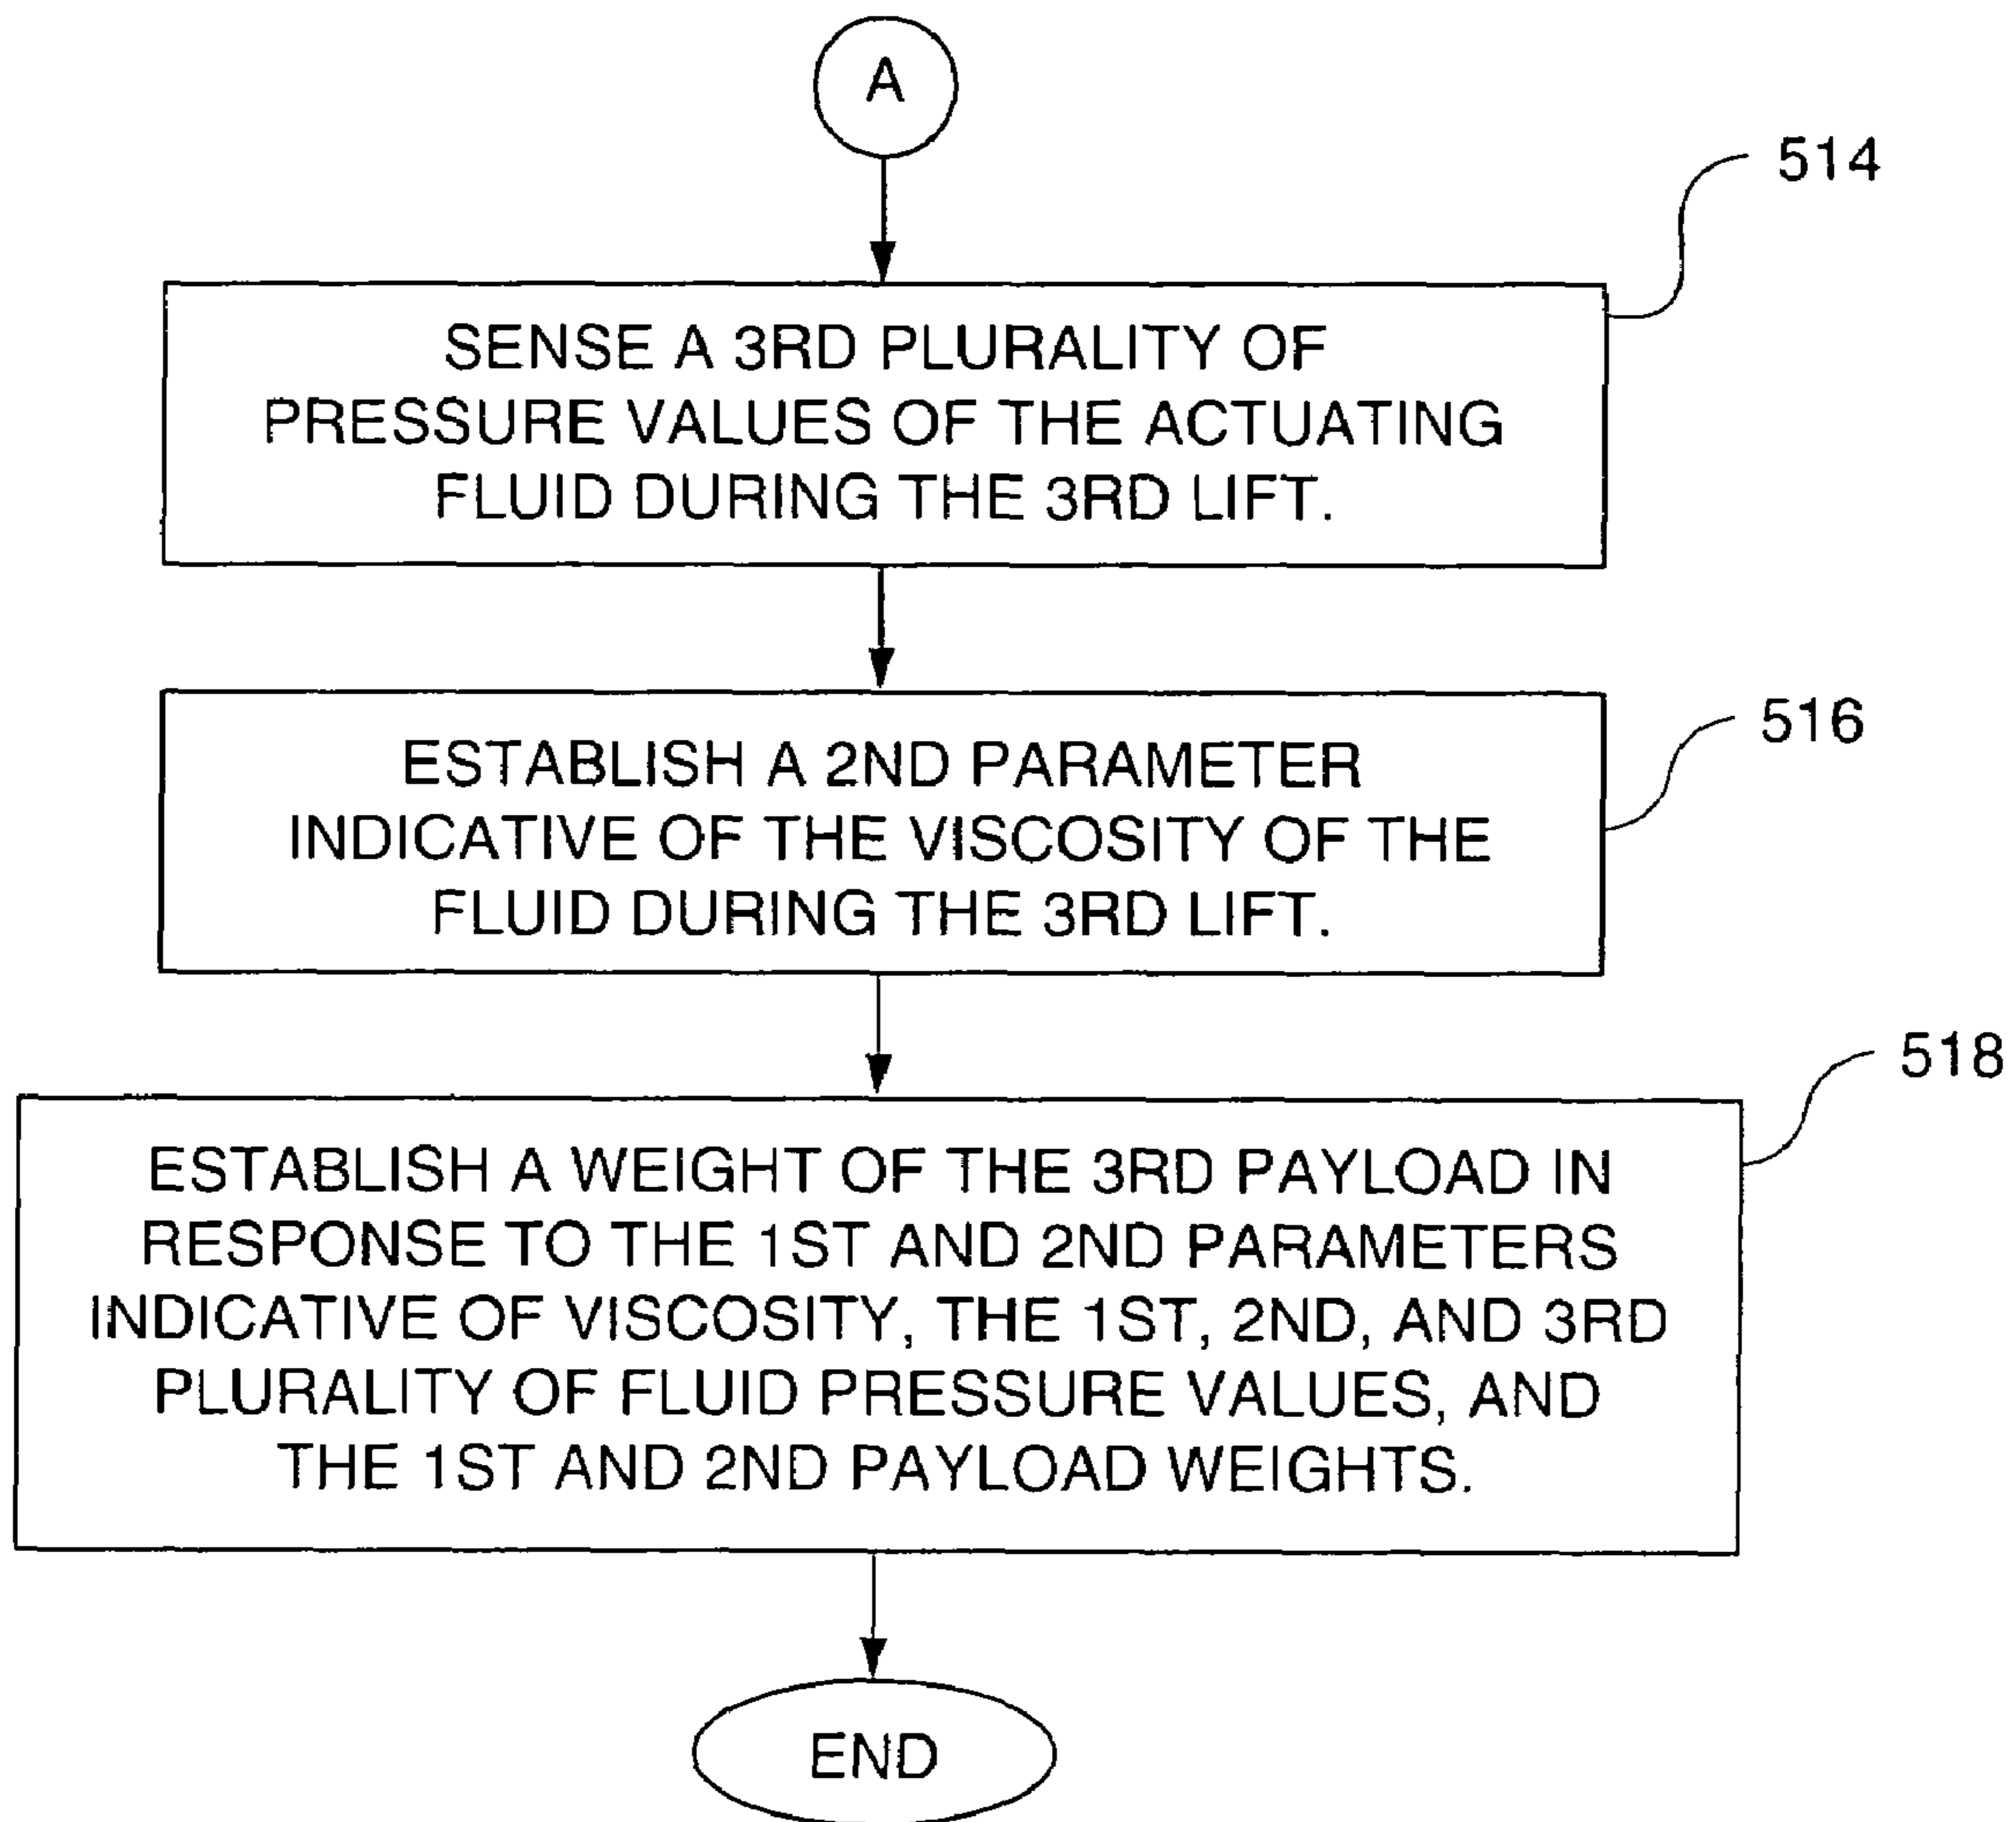 A
514
SENSE A 3RD PLURALITY OF
PRESSURE VALUES OF THE ACTUATING
FLUID DURING THE 3RD LIFT.
516
ESTABLISH A 2ND PARAMETER
INDICATIVE OF THE VISCOSITY OF THE
FLUID DURING THE 3RD LIFT.
518
ESTABLISH A WEIGHT OF THE 3RD PAYLOAD IN
RESPONSE TO THE 1ST AND 2ND PARAMETERS
INDICATIVE OF VISCOSITY, THE 1ST, 2ND, AND 3RD
PLURALITY OF FLUID PRESSURE VALUES, AND
THE 1ST AND 2ND PAYLOAD WEIGHTS.
END